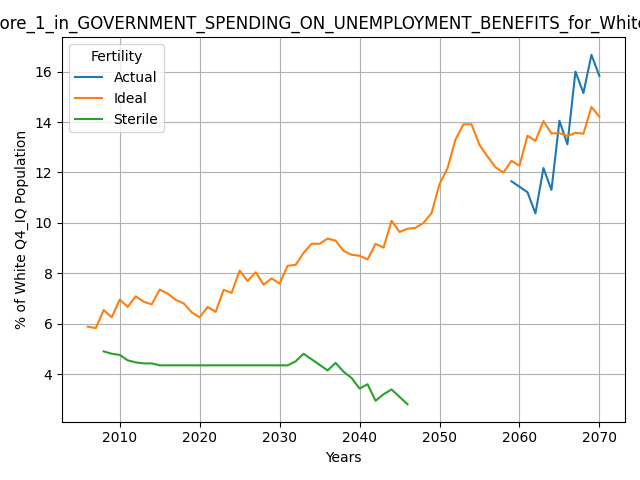 ore_1_in_GOVERNMENT_SPENDING_ON_UNEMPLOYMENT_BENEFITS_for_White
Fertility
Actual
Ideal
Sterile
% of White Q4_IQ Population
16
14
12
10
8
6
4
2010
2020
2030
2040
2050
2060
2070
Years